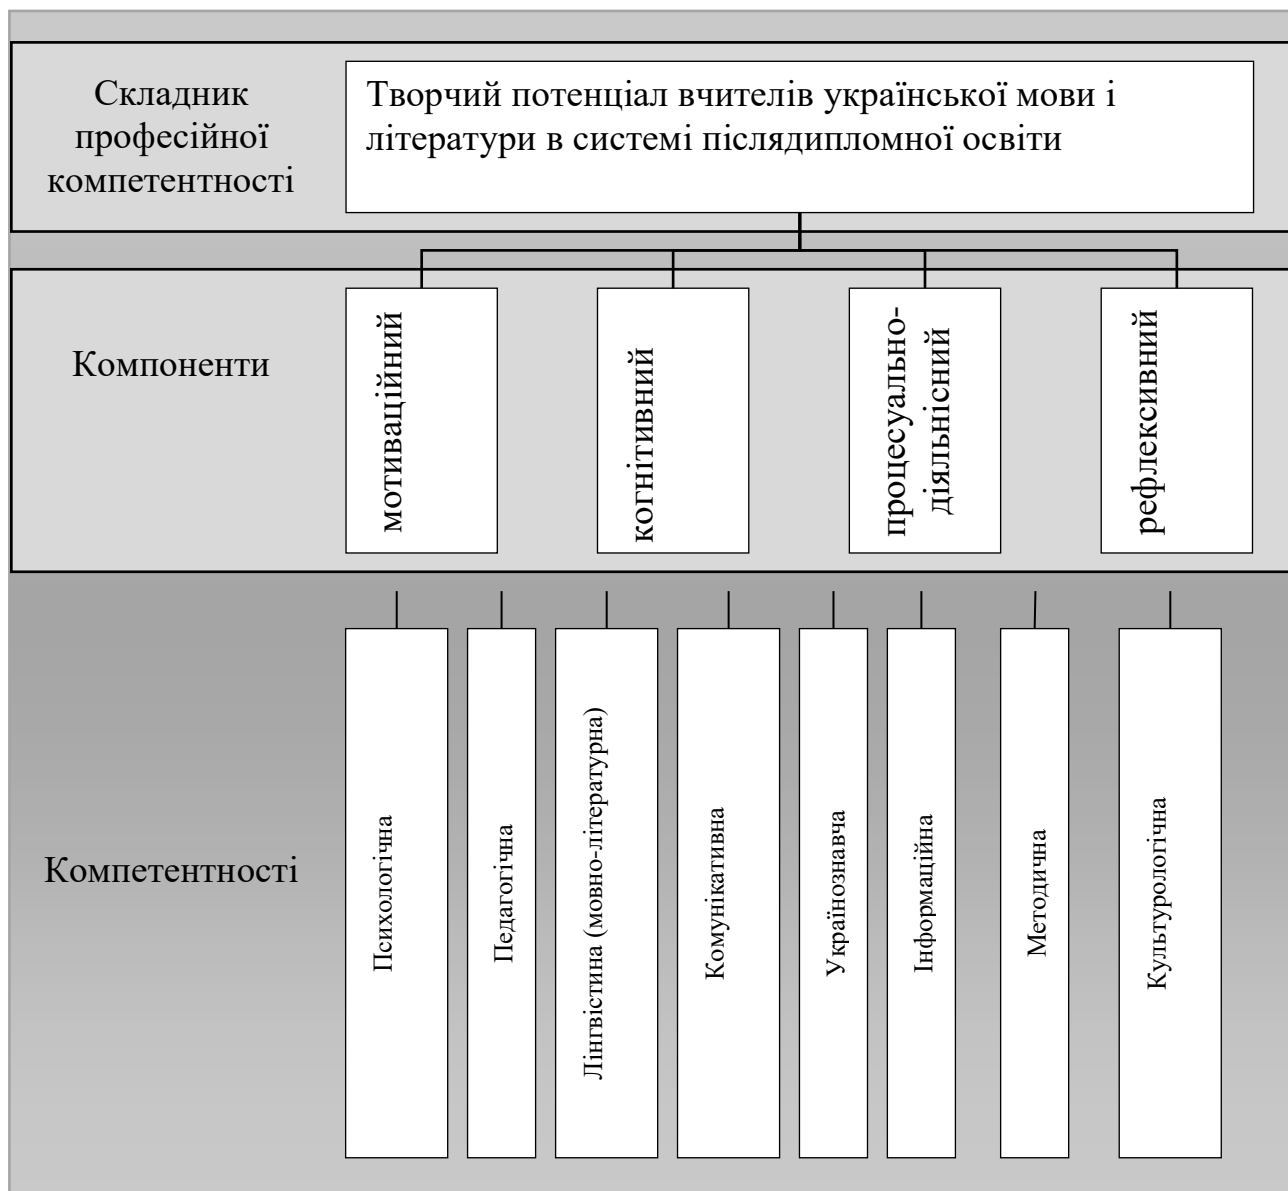 Складник
професійної
компетентності
Творчий потенціал вчителів української мови і
літератури в системі післядипломної освіти
Компоненти
мотиваційний
когнітивний
процесуально-
діяльнісний
рефлексивний
Компетентності
Психологічна
Педагогічна
Лінгвістина (мовно-літературна)
Комунікативна
Українознавча
Інформаційна
Методична
Культурологічна